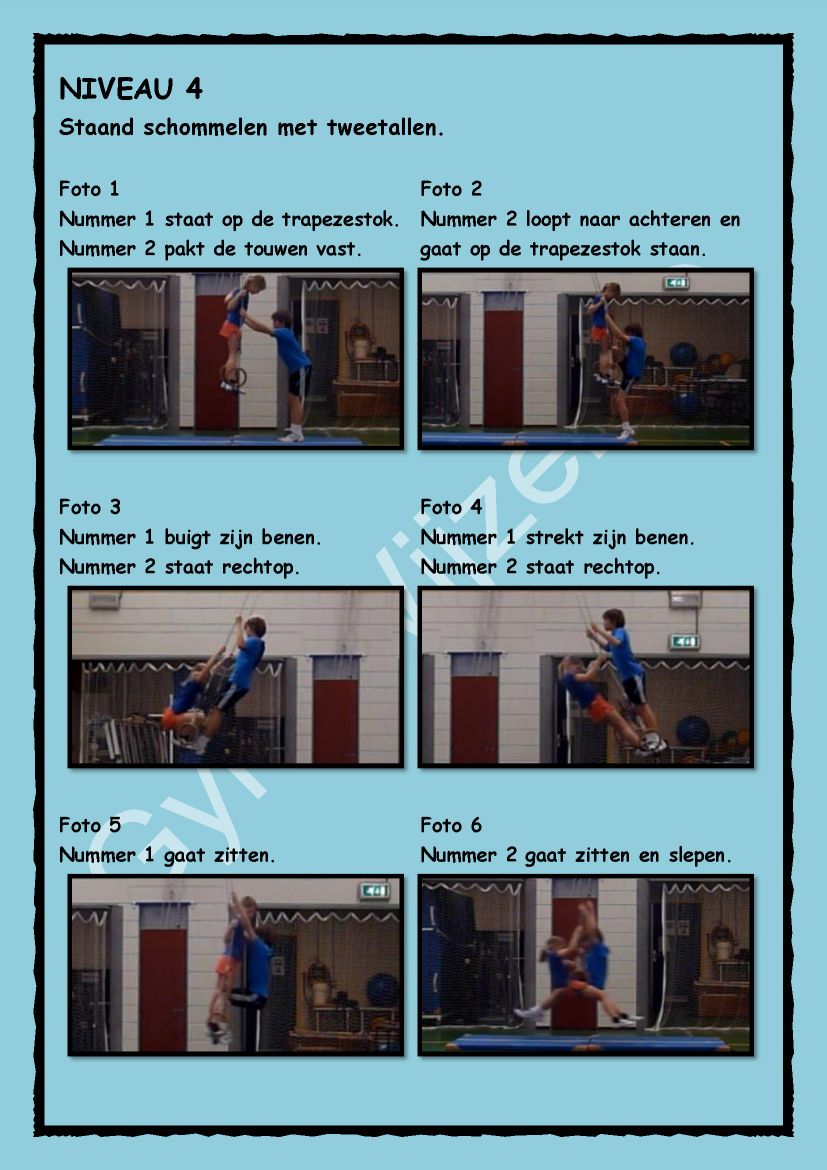 NIVEAU 4
Staand schommelen met tweetallen.
Foto 1
Nummer 1 staat op de trapezestok.
Nummer 2 pakt de touwen vast.
Foto 2
Nummer 2 loopt naar achteren en
gaat op de trapezestok staan.
Foto 3
Nummer 1 buigt zijn benen.
Nummer 2 staat rechtop.
Foto 4
Nummer 1 strekt zijn benen.
Nummer 2 staat rechtop.
Foto 5
Nummer 1 gaat zitten.
Foto 6
Nummer 2 gaat zitten en slepen.